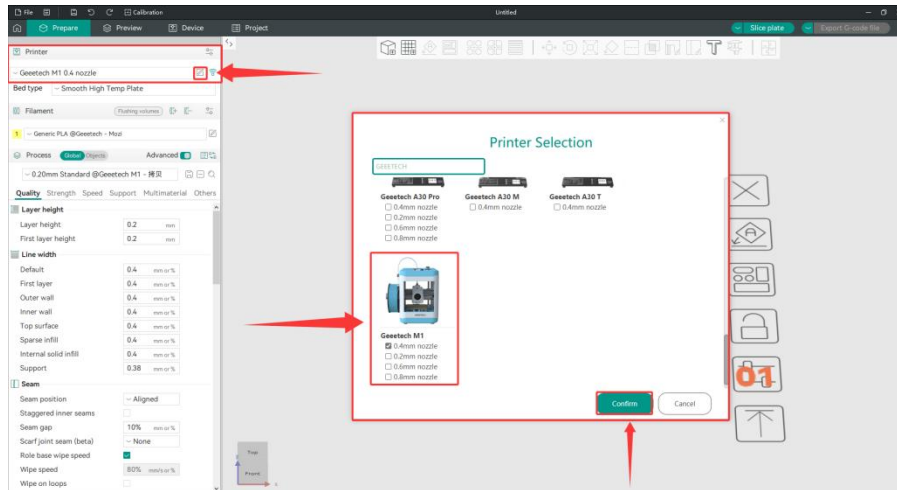 File
Calibration
Untitled
Prepare
Preview
Device
Project
Slice plate
Export G-code file
Printer
Geeetech M1 0.4 nozzle
Bed type
Smooth High Temp Plate
Filament
Flushing volumes
1
Generic PLA @Geeetech - Mozi
Process
Global
Objects
Advanced
0.20mm Standard @Geeetech M1 - 拷贝
Quality Strength Speed Support Multimaterial Others
Layer height
Layer height 0.2 mm
First layer height 0.2 mm
Line width
Default 0.4 mm or %
First layer 0.4 mm or %
Outer wall 0.4 mm or %
Inner wall 0.4 mm or %
Top surface 0.4 mm or %
Sparse infill 0.4 mm or %
Internal solid infill 0.4 mm or %
Support 0.38 mm or %
Seam
Seam position Aligned
Staggered inner seams
Seam gap 10% mm or %
Scarf joint seam (beta) None
Role base wipe speed
Wipe speed 80% mm/s or %
Wipe on loops
Printer Selection
GEEETECH
Geeetech A30 Pro
0.4mm nozzle
0.2mm nozzle
0.6mm nozzle
0.8mm nozzle
Geeetech A30 M
0.4mm nozzle
Geeetech A30 T
0.4mm nozzle
Geeetech M1
0.4mm nozzle
0.2mm nozzle
0.6mm nozzle
0.8mm nozzle
Confirm
Cancel
A
01
Top
Front
x